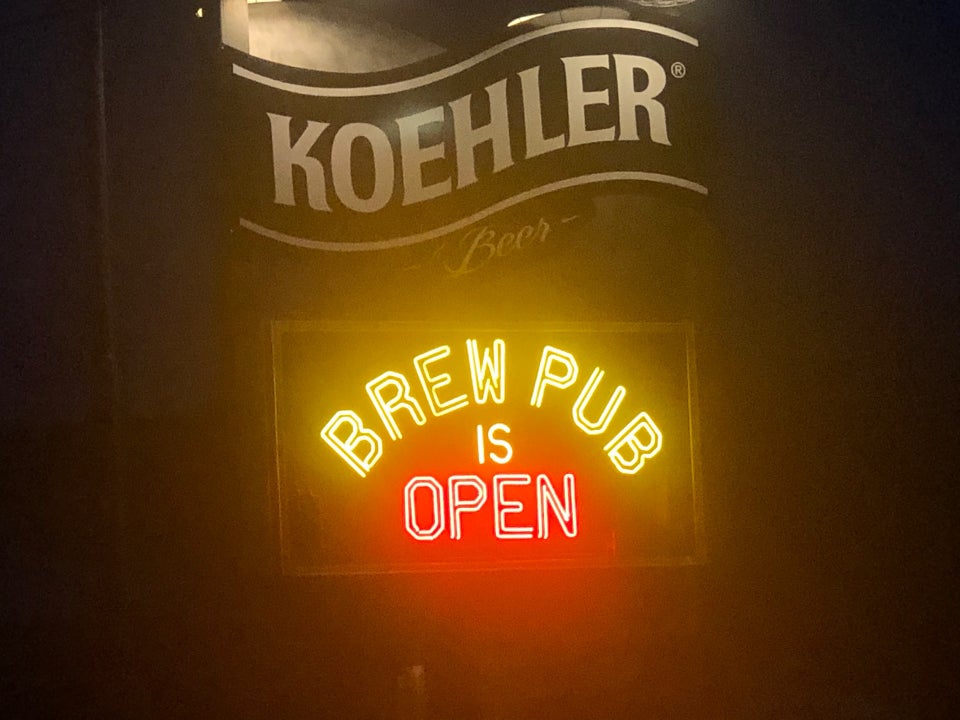 KOEHLER®
Beer
BREW PUB
IS
OPEN